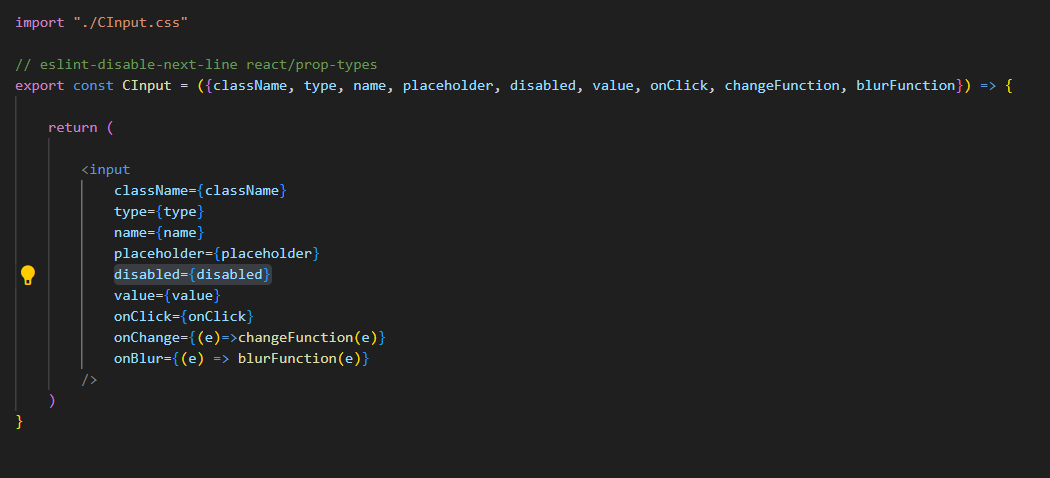 import "./CInput.css"
// eslint-disable-next-line react/prop-types
export const CInput = ({className, type, name, placeholder, disabled, value, onClick, changeFunction, blurFunction}) => {
return (
<input
className={className}
type={type}
name={name}
placeholder={placeholder}
disabled={disabled}
value={value}
onClick={onClick}
onChange={(e)=>changeFunction(e)}
onBlur={(e) => blurFunction(e)}
/>
)
}